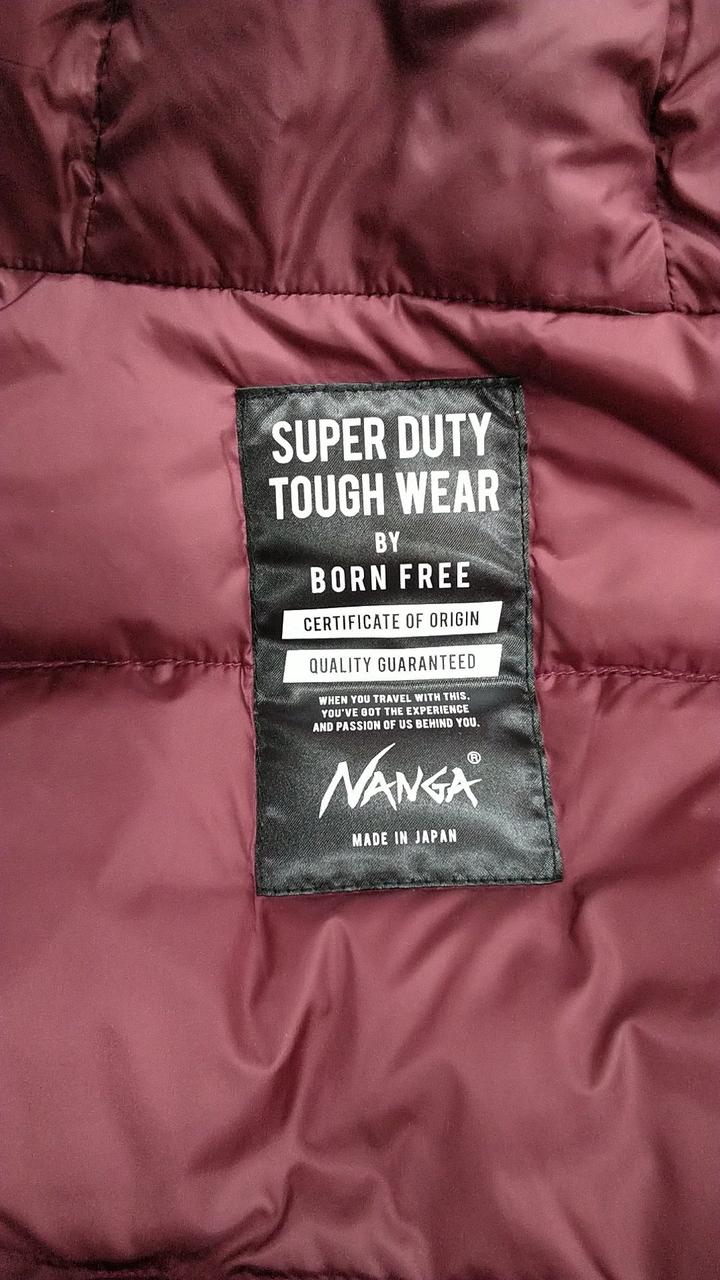 SUPER DUTY
TOUGH WEAR
BY
BORN FREE
CERTIFICATE OF ORIGIN
QUALITY GUARANTEED
WHEN YOU TRAVEL WITH THIS,
YOU'VE GOT THE EXPERIENCE
AND PASSION OF US BEHIND YOU.
NANGA®
MADE IN JAPAN